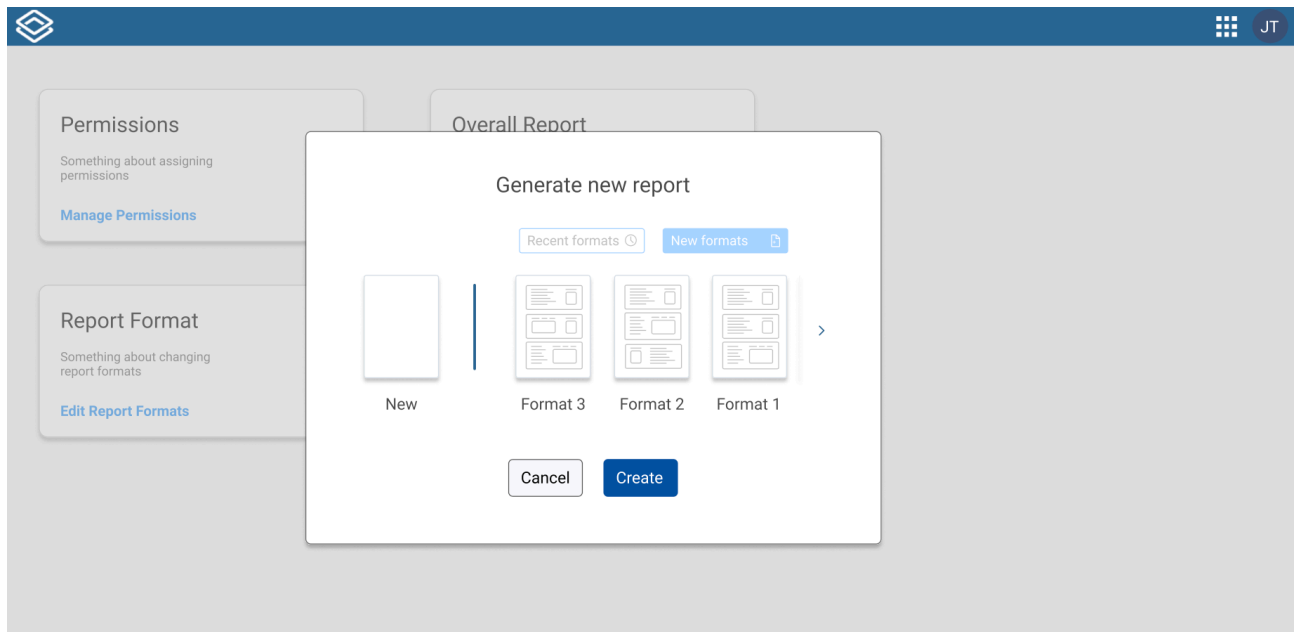 JT
Permissions
Something about assigning
permissions
Manage Permissions
Overall Report
Generate new report
Recent formats
New formats
New
Format 3
Format 2
Format 1
Cancel
Create
Report Format
Something about changing
report formats
Edit Report Formats